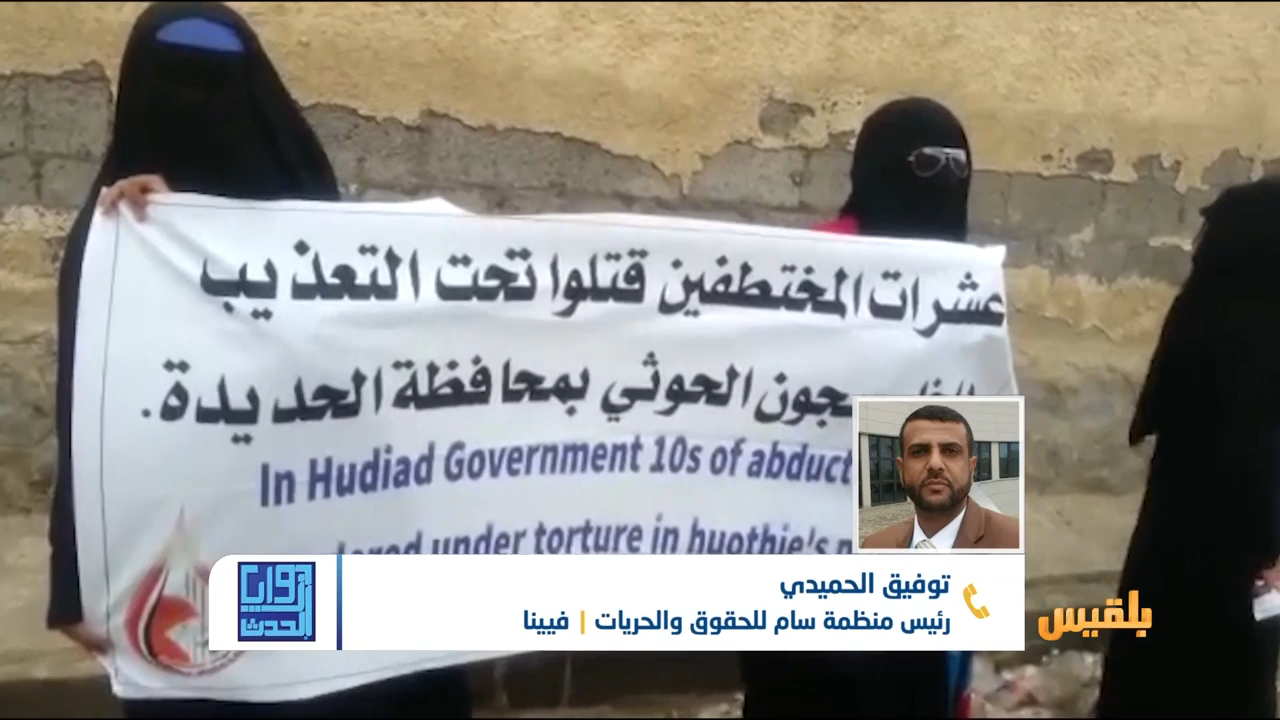 عشرات المختطفين قتلوا تحت التعذيب
الحوثي بمحافظة الحديدة.
In Hudiad Government 10s of abduct
under torture in huothie's
توفيق الحميدي
رئيس منظمة سام للحقوق والحريات | فيينا
زوايا الحدث
بلقيس